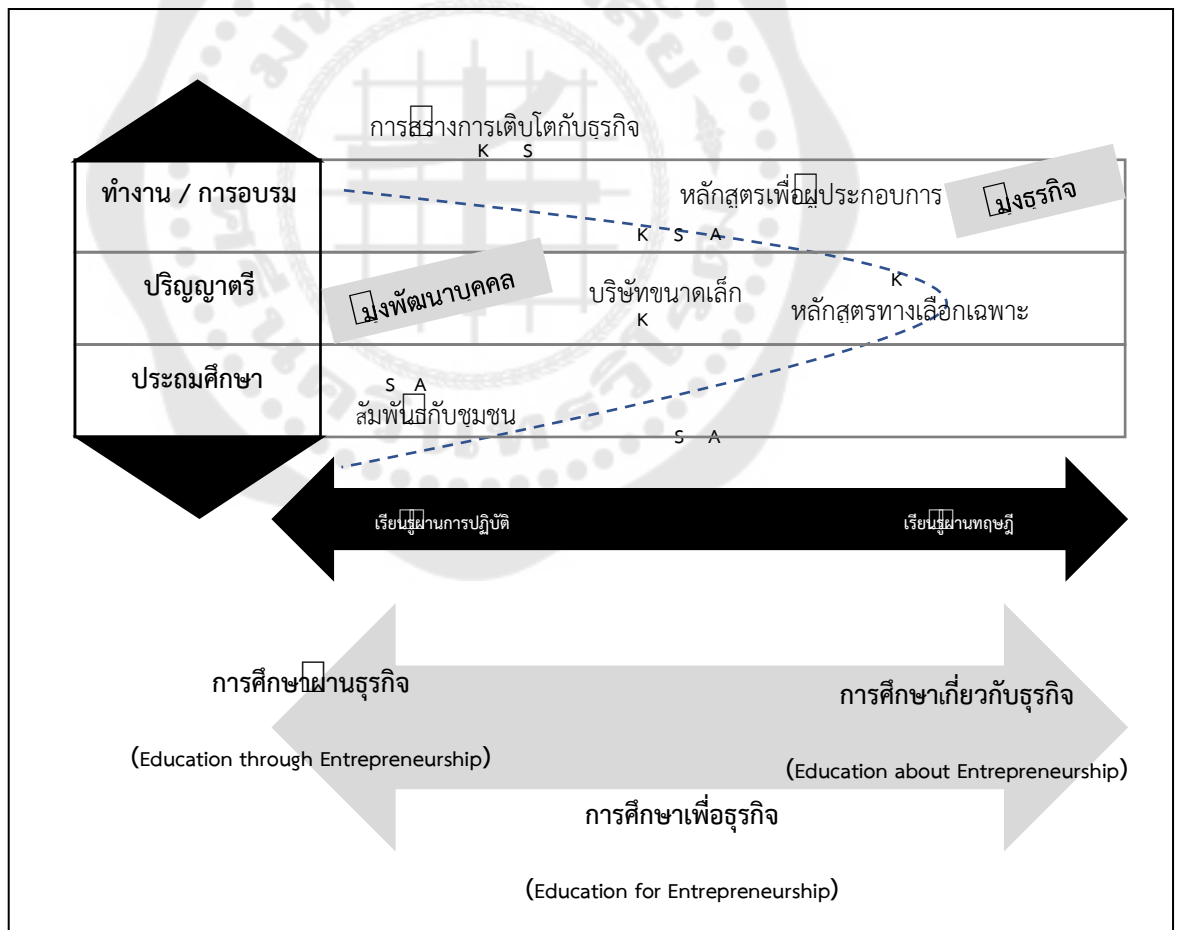 การสร้างการเติบโตกับธุรกิจ
K S
ทำงาน / การอบรม
หลักสูตรเพื่อผู้ประกอบการ
มุ่งธุรกิจ
K S A
ปริญญาตรี
มุ่งพัฒนาบุคคล
บริษัทขนาดเล็ก
K
K
หลักสูตรทางเลือกเฉพาะ
ประถมศึกษา
S A
สัมพันธ์กับชุมชน
S A
เรียนรู้ผ่านการปฏิบัติ
เรียนรู้ผ่านทฤษฎี
การศึกษาผ่านธุรกิจ
การศึกษาเกี่ยวกับธุรกิจ
(Education through Entrepreneurship)
(Education about Entrepreneurship)
การศึกษาเพื่อธุรกิจ
(Education for Entrepreneurship)